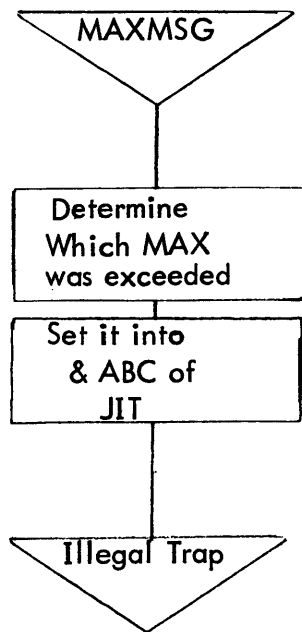 MAXMSG
Determine
Which MAX
was exceeded
Set it into
& ABC of
JIT
Illegal Trap